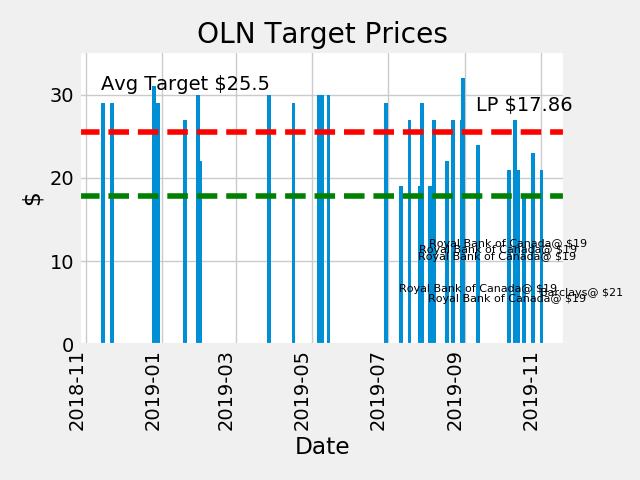 OLN Target Prices
Avg Target $25.5
LP $17.86
$
30
20
10
0
Royal Bank of Canada@ $19
Royal Bank of Canada@ $19
Royal Bank of Canada@ $19
Royal Bank of Canada@ $19
Barclays@ $21
Royal Bank of Canada@ $19
2018-11
2019-01
2019-03
2019-05
2019-07
2019-09
2019-11
Date